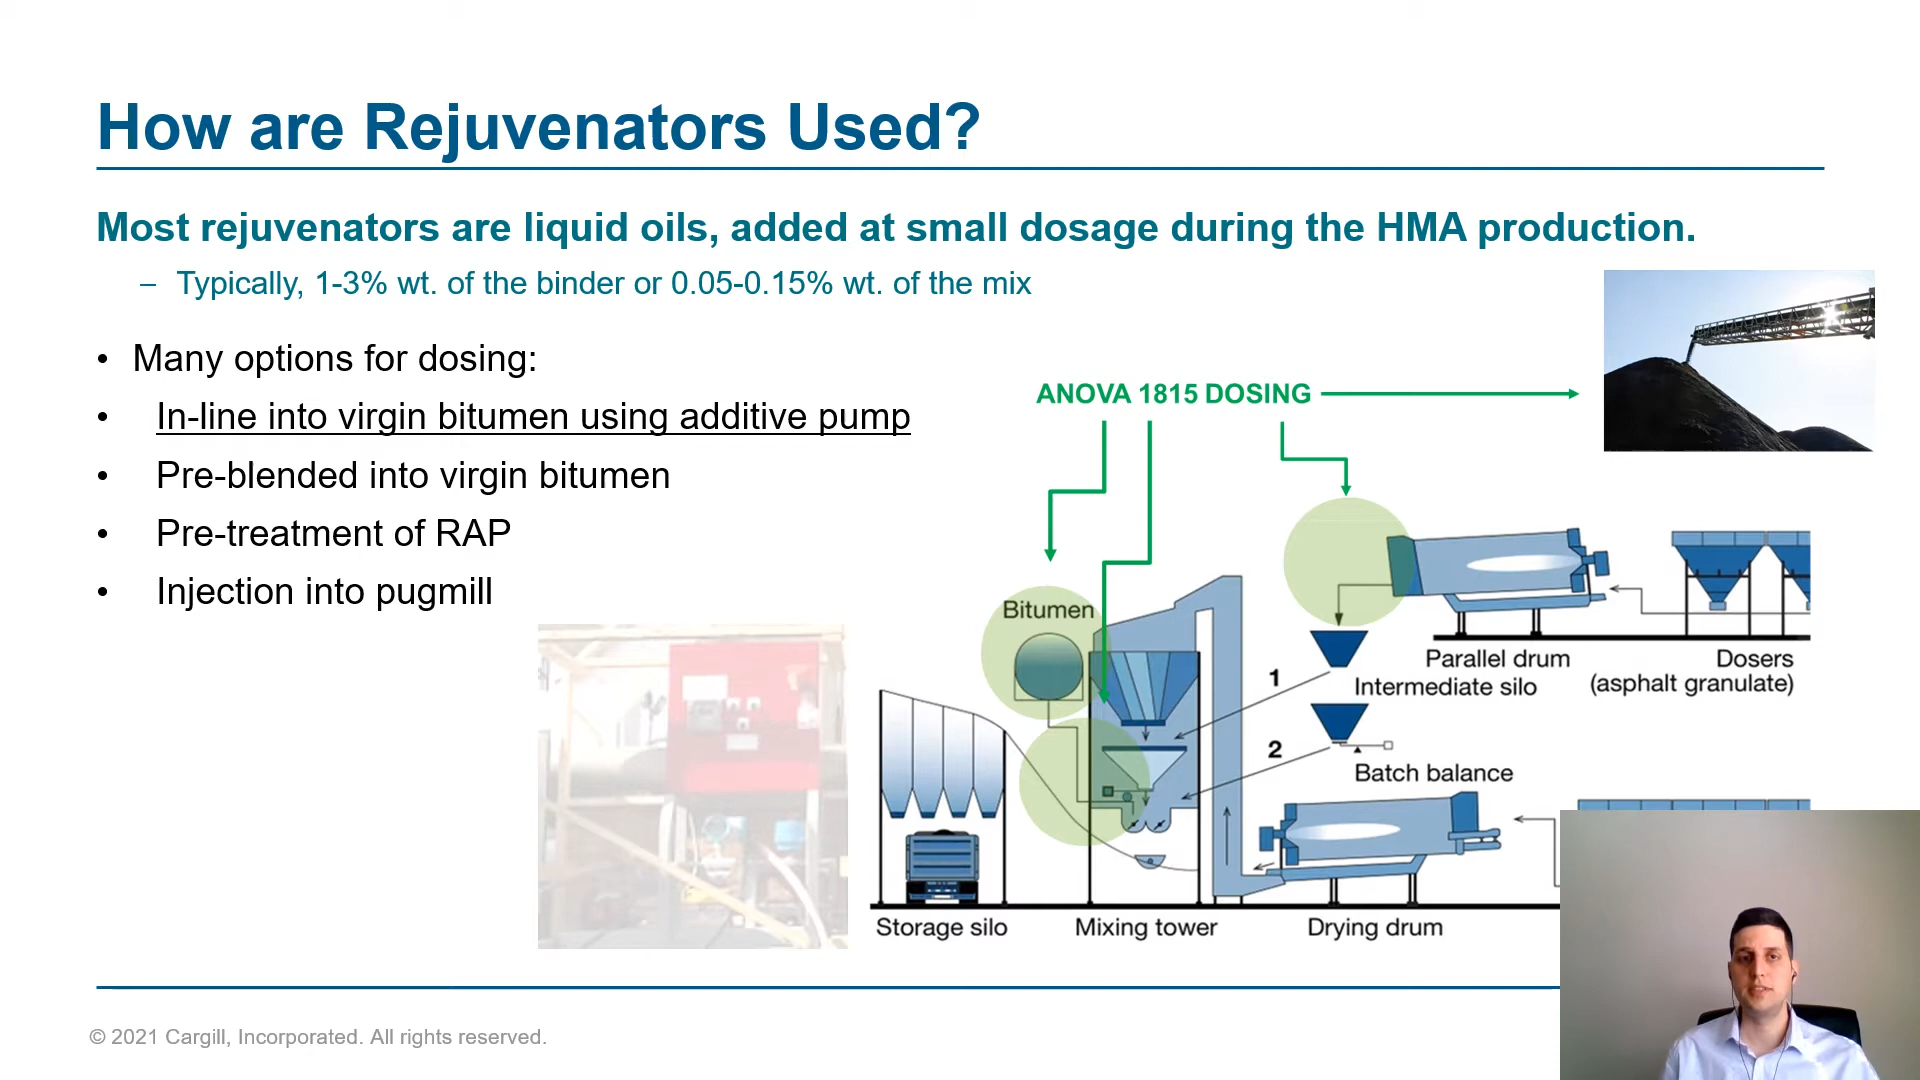 How are Rejuvenators Used?
Most rejuvenators are liquid oils, added at small dosage during the HMA production.
– Typically, 1-3% wt. of the binder or 0.05-0.15% wt. of the mix
• Many options for dosing:
• In-line into virgin bitumen using additive pump
• Pre-blended into virgin bitumen
• Pre-treatment of RAP
• Injection into pugmill
ANOVA 1815 DOSING
Bitumen
1
2
Parallel drum
Intermediate silo
Dosers
(asphalt granulate)
Batch balance
Storage silo
Mixing tower
Drying drum
© 2021 Cargill, Incorporated. All rights reserved.